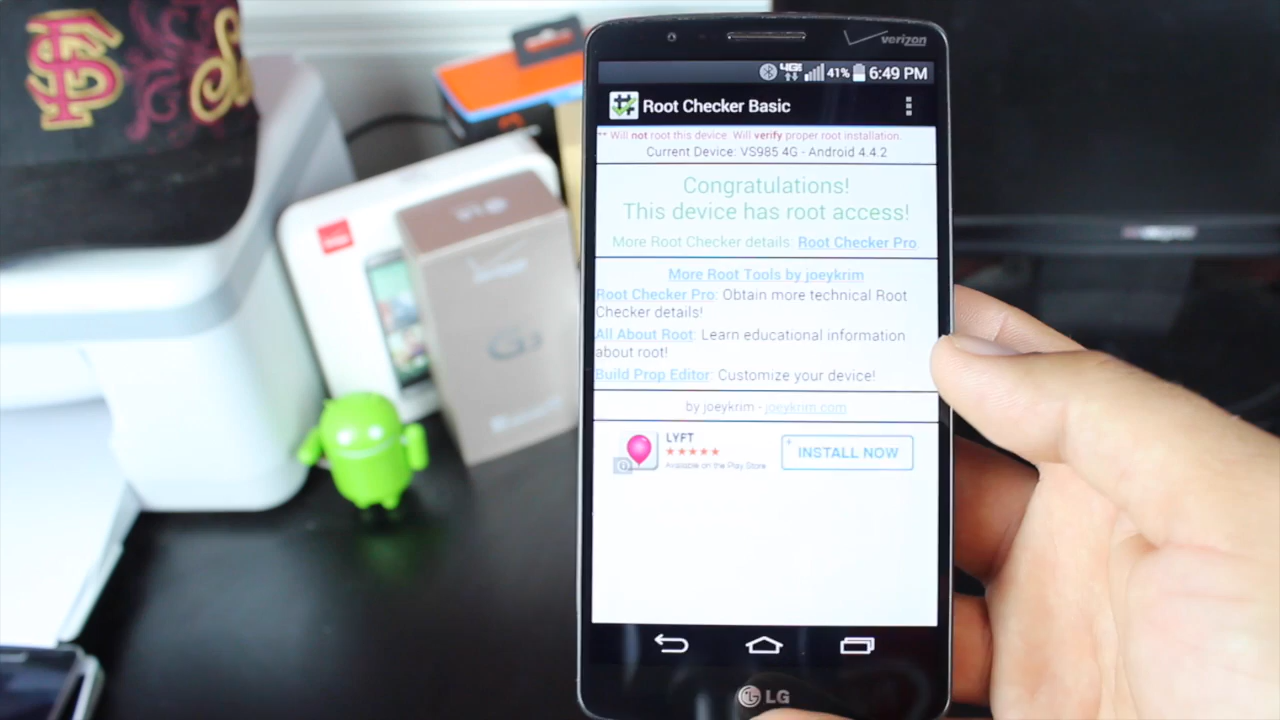 verizon
4G
41% 6:49 PM
Root Checker Basic
** Will not root this device. Will verify proper root installation.
Current Device: VS985 4G - Android 4.4.2
Congratulations!
This device has root access!
More Root Checker details: Root Checker Pro
More Root Tools by joeykrim
Root Checker Pro: Obtain more technical Root
Checker details!
All About Root: Learn educational information
about root!
Build Prop Editor: Customize your device!
by joeykrim - joeykrim.com
LYFT
Available on the Play Store
INSTALL NOW
LG
G3